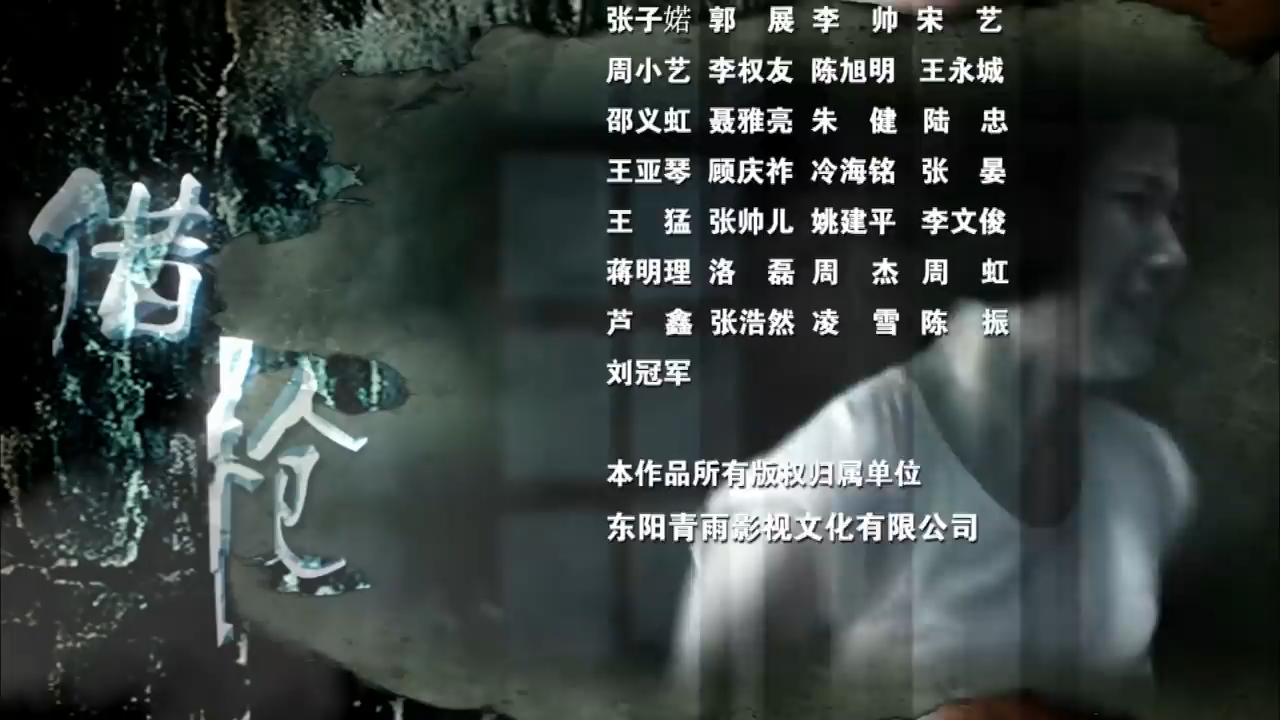 张子婼 郭 展 李 帅 宋 艺
周小艺 李权友 陈旭明 王永城
邵义虹 聂雅亮 朱 健 陆 忠
王亚琴 顾庆祚 冷海铭 张 晏
王 猛 张帅儿 姚建平 李文俊
蒋明理 洛 磊 周 杰 周 虹
芦 鑫 张浩然 凌 雪 陈 振
刘冠军
本作品所有版权归属单位
东阳青雨影视文化有限公司
借枪